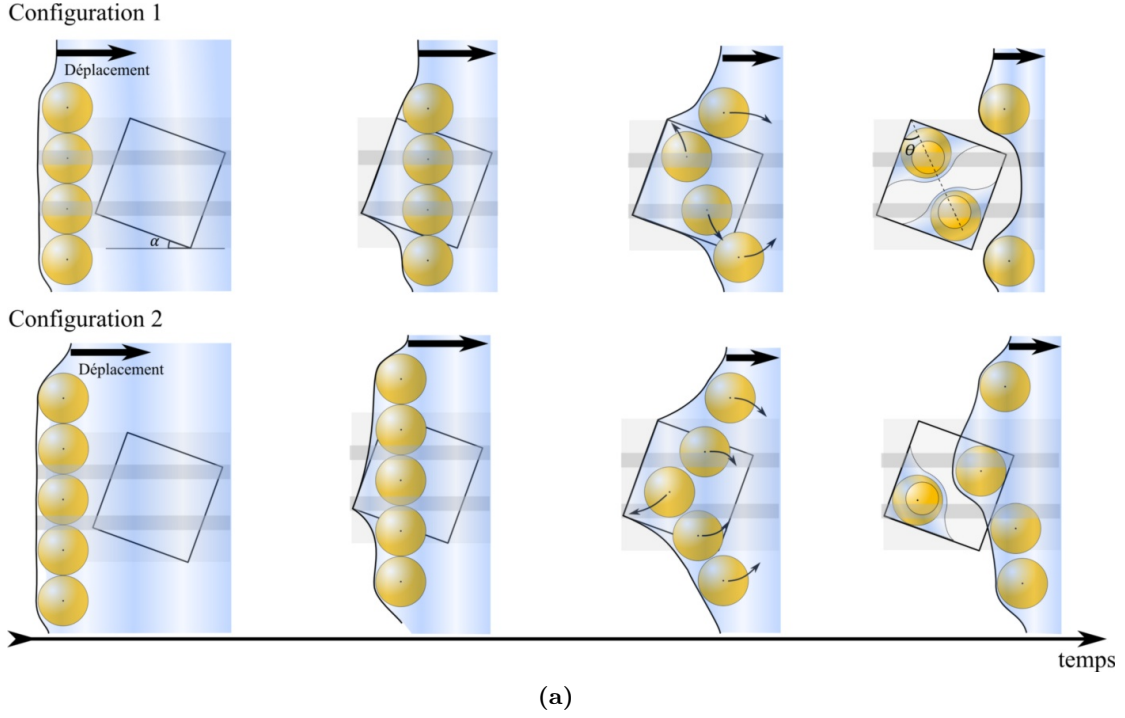 Configuration 1
Déplacement
α
θ
Configuration 2
Déplacement
temps
(a)